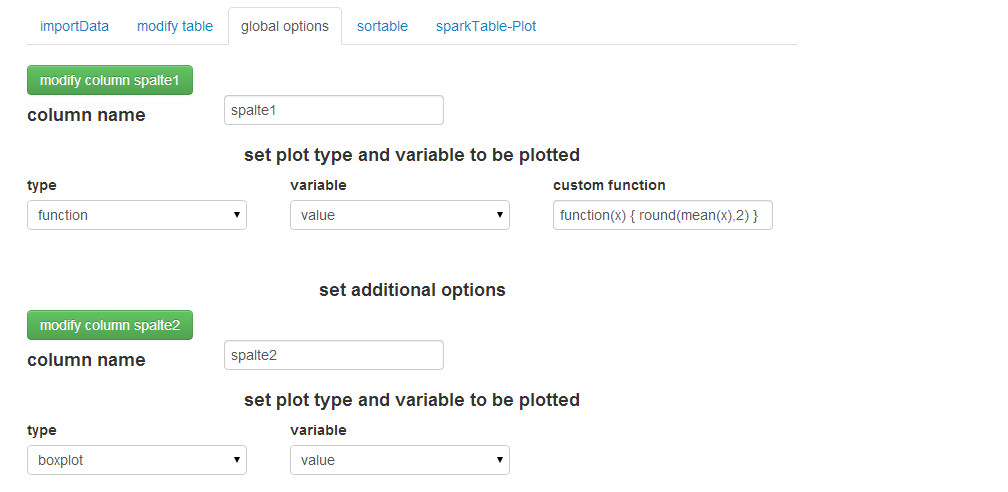 importData modify table global options sortable sparkTable-Plot
modify column spalte1
column name spalte1
set plot type and variable to be plotted
type variable custom function
function value function(x) { round(mean(x),2) }
set additional options
modify column spalte2
column name spalte2
set plot type and variable to be plotted
type variable
boxplot value